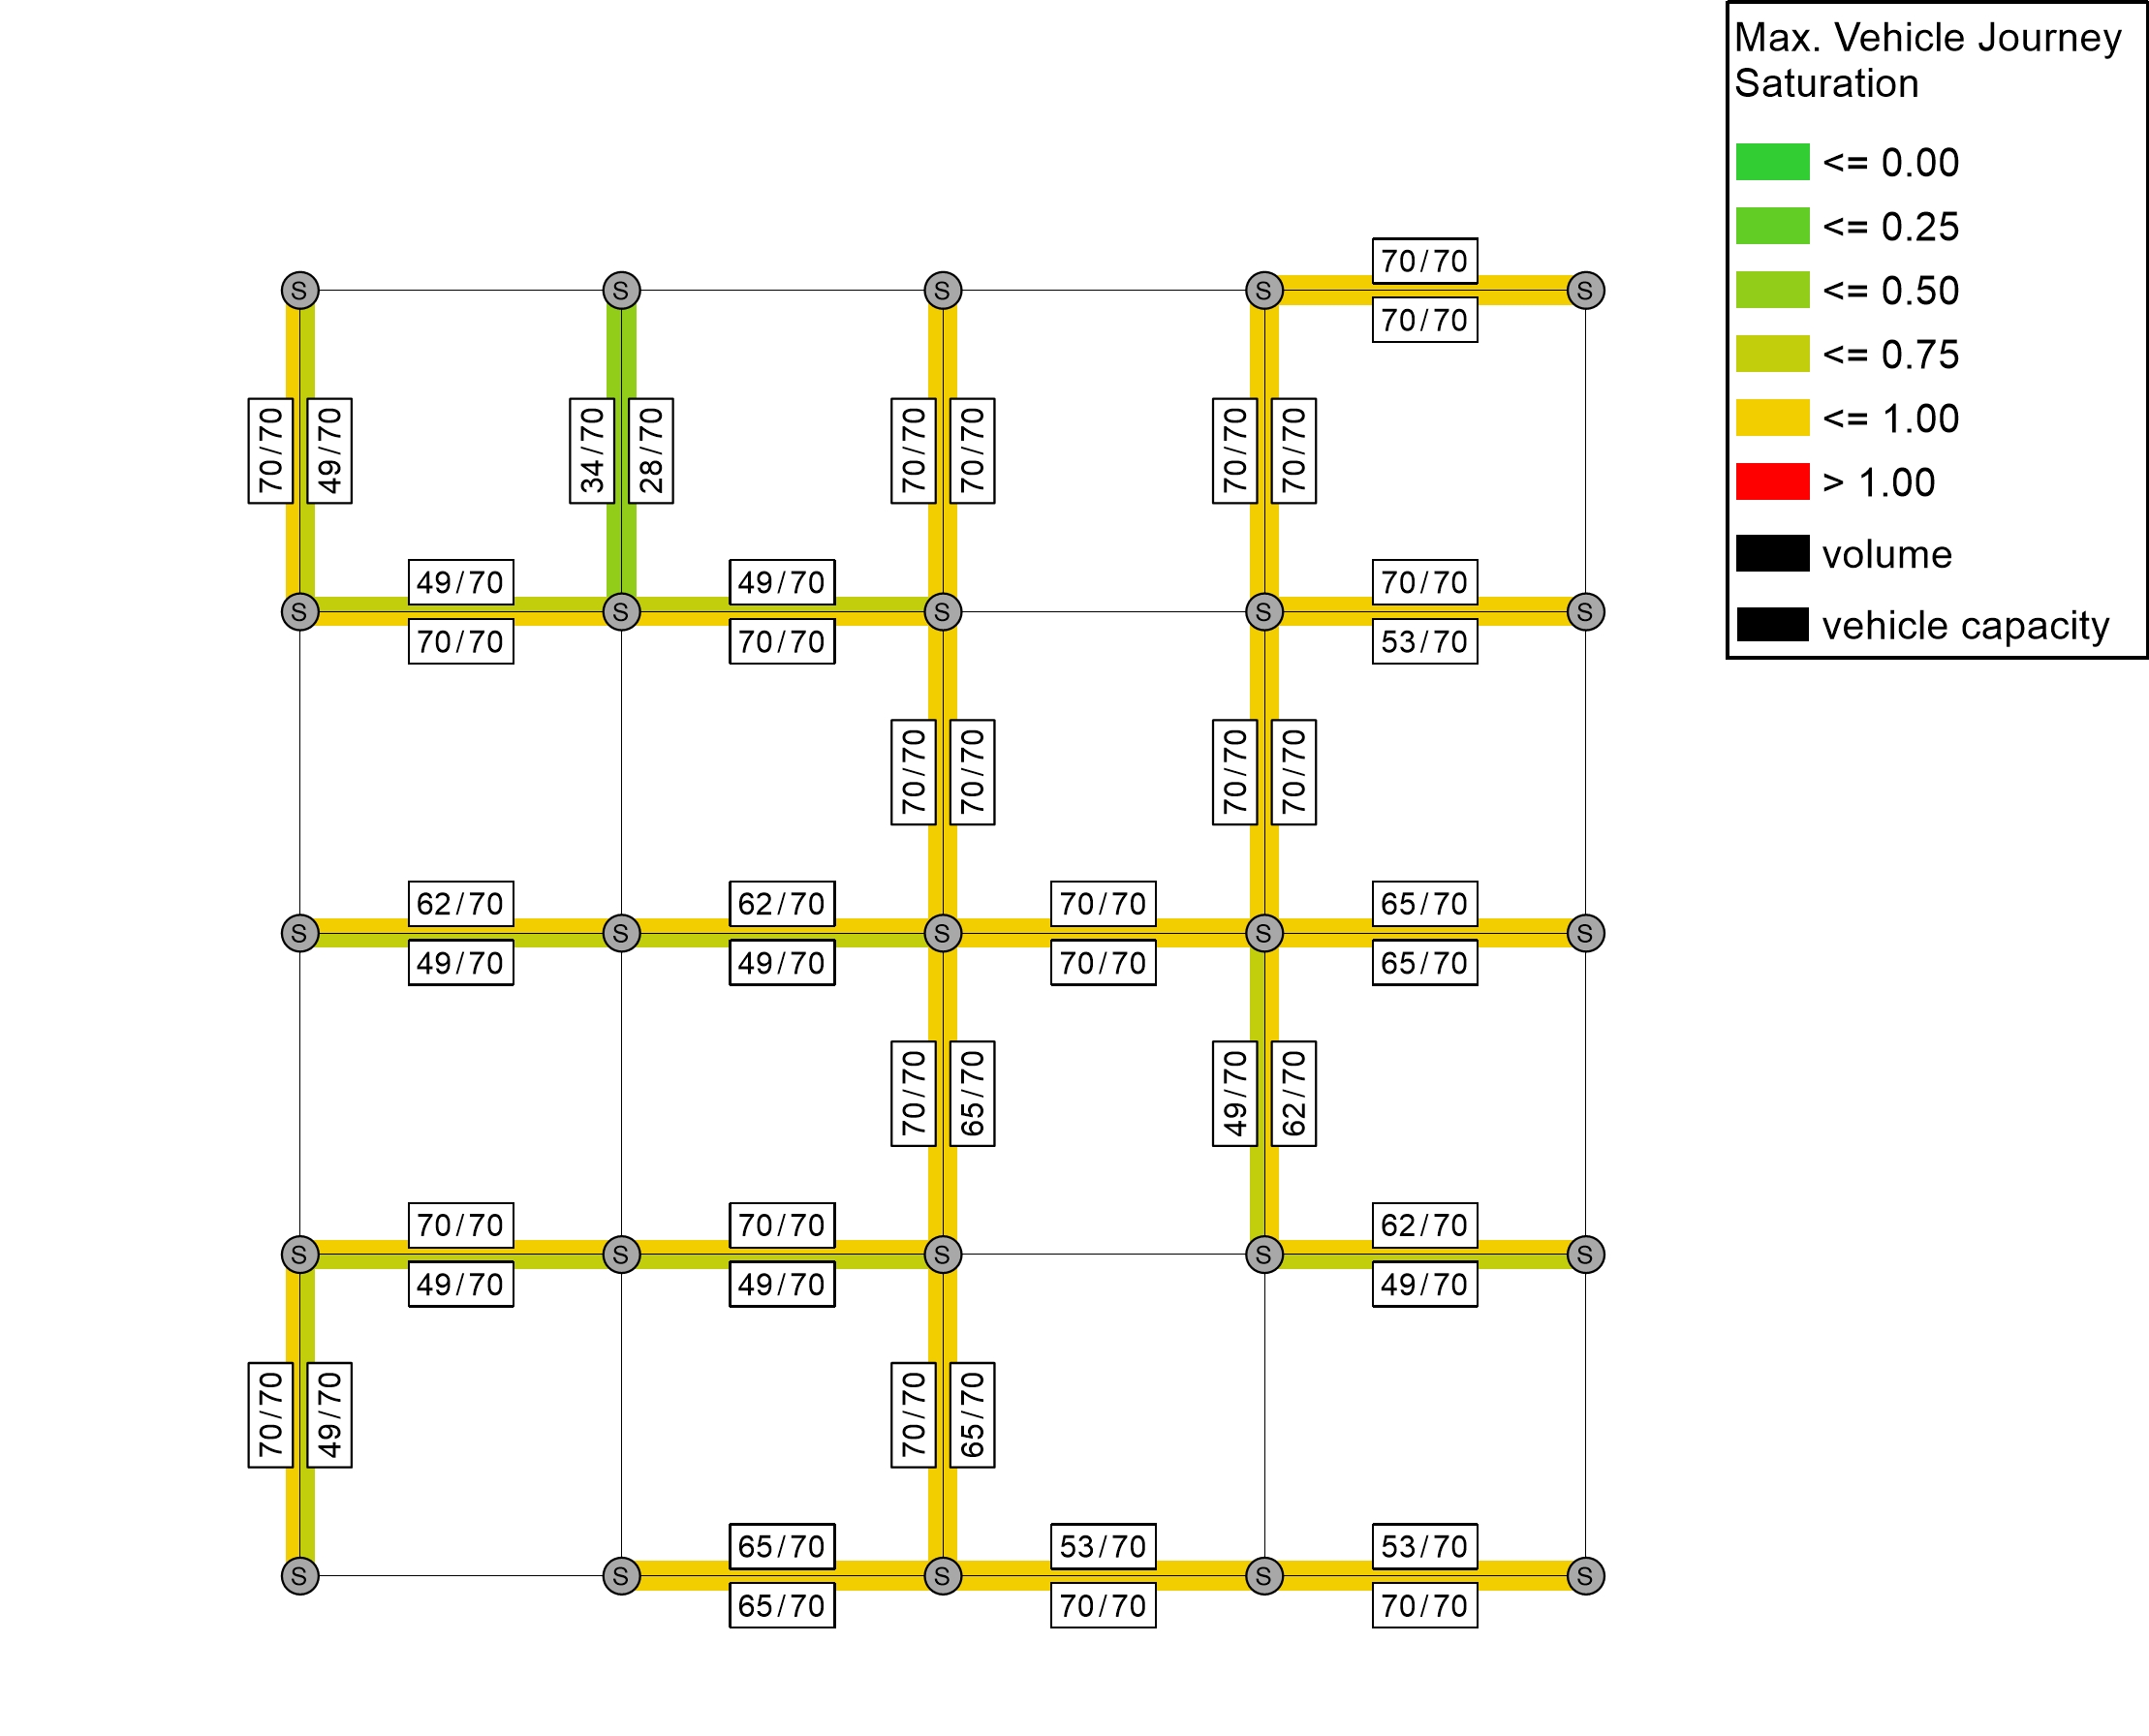 Max. Vehicle Journey
Saturation
<= 0.00
<= 0.25
<= 0.50
<= 0.75
<= 1.00
> 1.00
volume
vehicle capacity
70/70
S S S S S
70/70
70/70 49/70 34/70 28/70 70/70 70/70 70/70 70/70
49/70 49/70 70/70
S S S S S
70/70 70/70 53/70
70/70 70/70 70/70 70/70
62/70 62/70 70/70 65/70
S S S S S
49/70 49/70 70/70 65/70
70/70 65/70 49/70 62/70
70/70 70/70 62/70
S S S S S
49/70 49/70 49/70
70/70 49/70 70/70 65/70
65/70 53/70 53/70
S S S S S
65/70 70/70 70/70